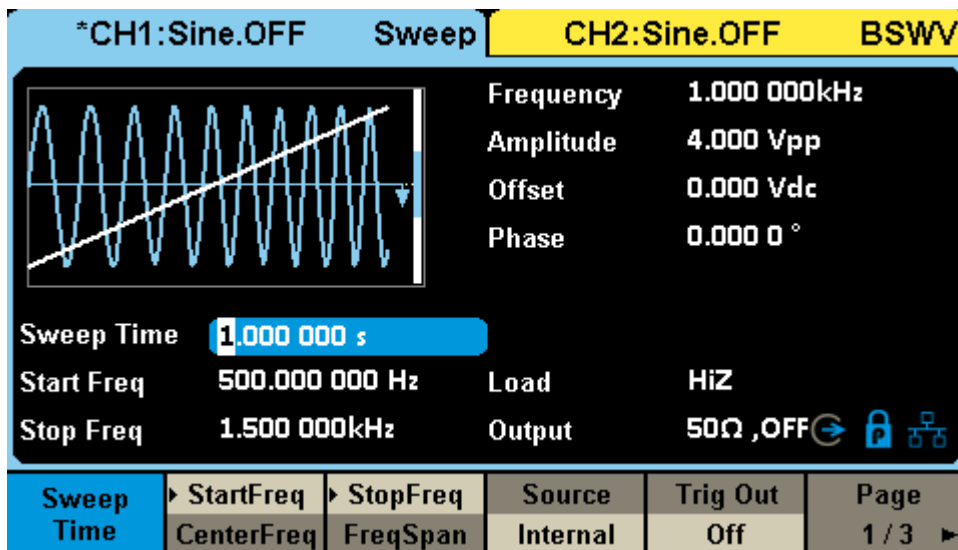 *CH1:Sine.OFF Sweep CH2:Sine.OFF BSWV
Frequency 1.000 000kHz
Amplitude 4.000 Vpp
Offset 0.000 Vdc
Phase 0.000 0 °
Sweep Time 1.000 000 s
Start Freq 500.000 000 Hz Load HiZ
Stop Freq 1.500 000kHz Output 50Ω ,OFF P
Sweep Time StartFreq StopFreq Source Trig Out Page
CenterFreq FreqSpan Internal Off 1 / 3